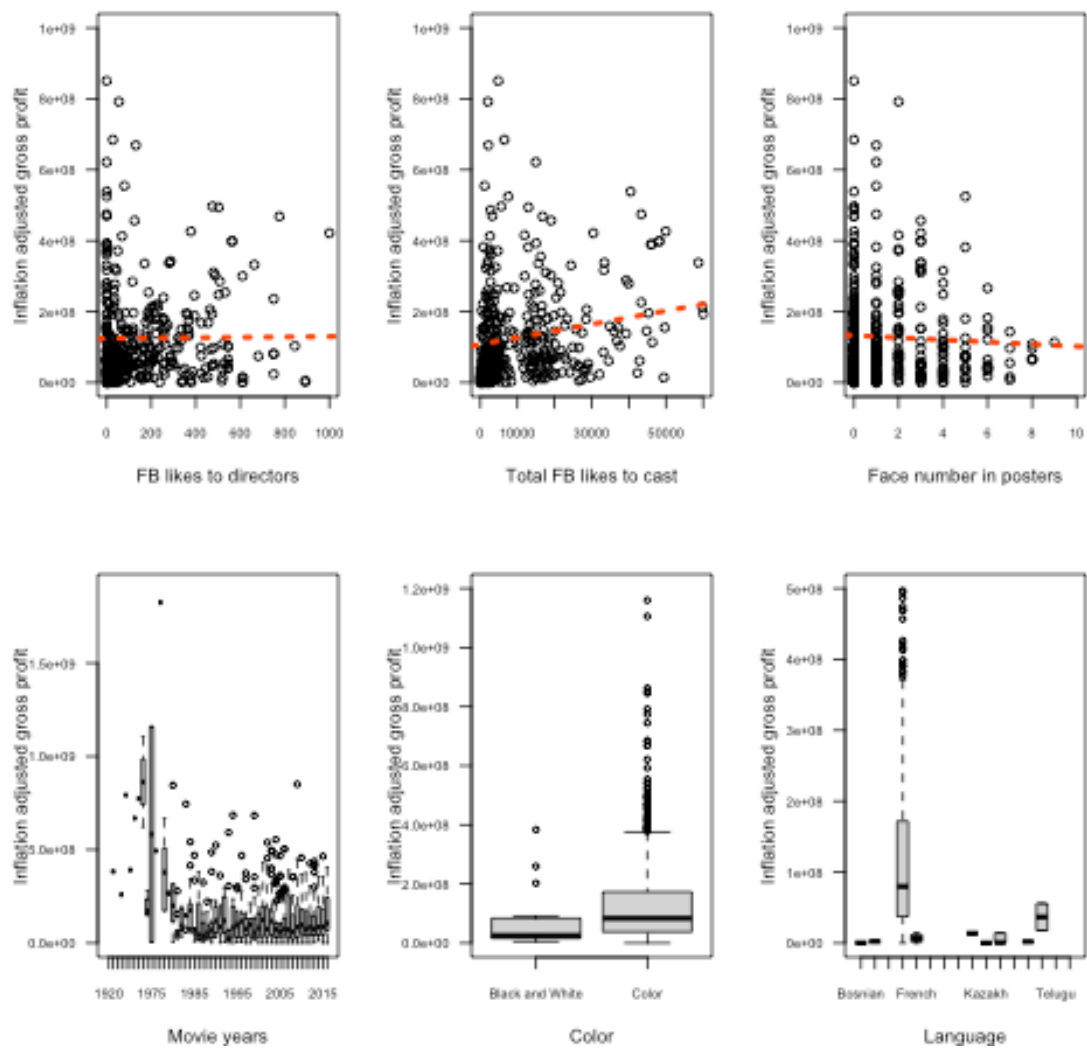 Inflation adjusted gross profit
1e+09
8e+08
6e+08
4e+08
2e+08
0e+00
0 200 400 600 800 1000
FB likes to directors
Inflation adjusted gross profit
1e+09
8e+08
6e+08
4e+08
2e+08
0e+00
0 10000 30000 50000
Total FB likes to cast
Inflation adjusted gross profit
1e+09
8e+08
6e+08
4e+08
2e+08
0e+00
0 2 4 6 8 10
Face number in posters
Inflation adjusted gross profit
1.5e+09
1.0e+09
5.0e+08
0.0e+00
1920 1975 1985 1995 2005 2015
Movie years
Inflation adjusted gross profit
1.2e+09
1.0e+09
8.0e+08
6.0e+08
4.0e+08
2.0e+08
0.0e+00
Black and White Color
Color
Inflation adjusted gross profit
5e+08
4e+08
3e+08
2e+08
1e+08
0e+00
Bosnian French Kazakh Telugu
Language